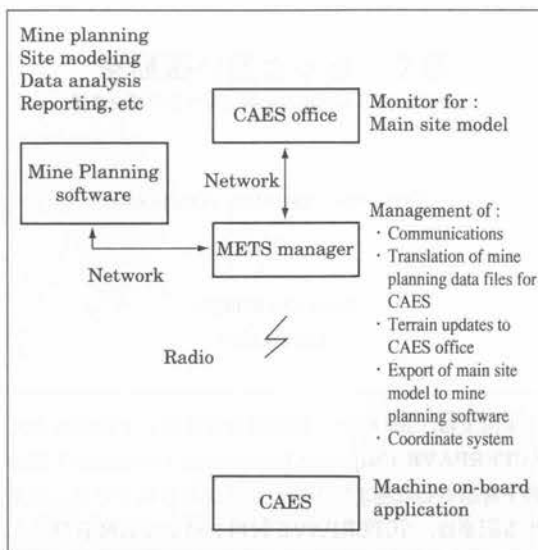 Mine planning
Site modeling
Data analysis
Reporting, etc
CAES office
Monitor for :
Main site model
Mine Planning
software
Network
METS manager
Network
Management of :
· Communications
· Translation of mine
planning data files for
CAES
· Terrain updates to
CAES office
· Export of main site
model to mine
planning software
· Coordinate system
Radio
CAES
Machine on-board
application